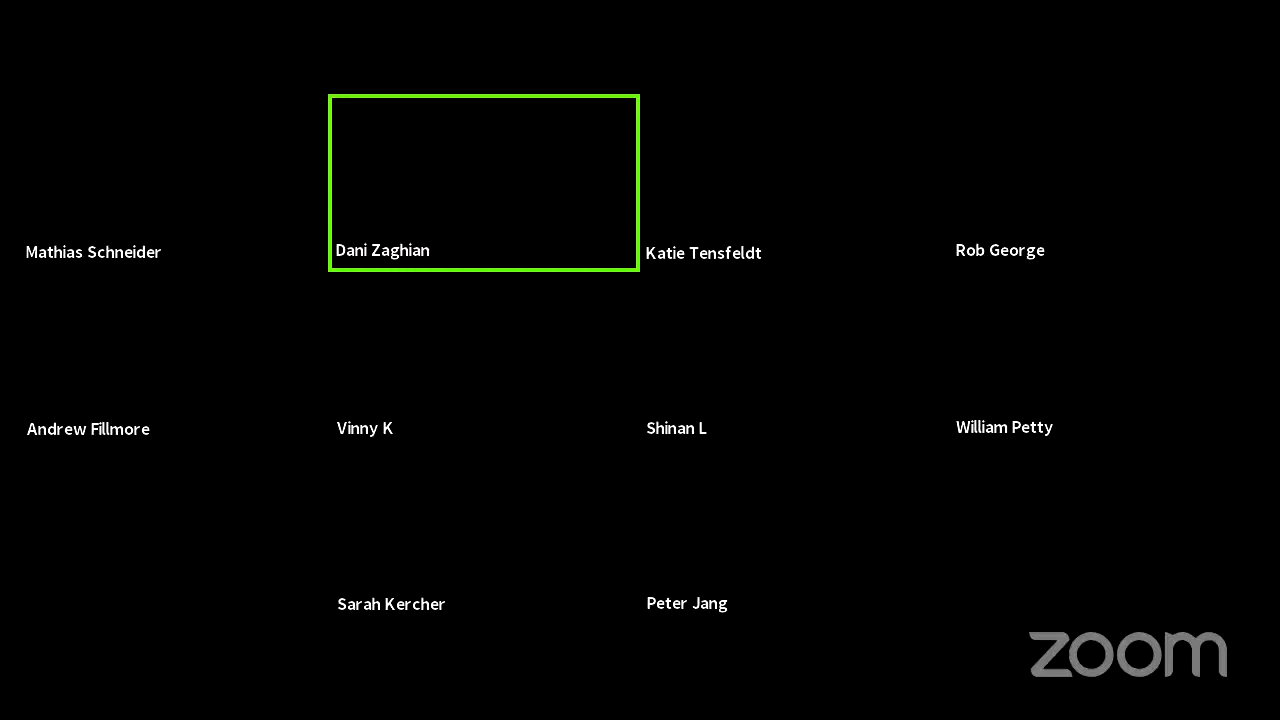 Mathias Schneider
Dani Zaghian
Katie Tensfeldt
Rob George
Andrew Fillmore
Vinny K
Shinan L
William Petty
Sarah Kercher
Peter Jang
zoom